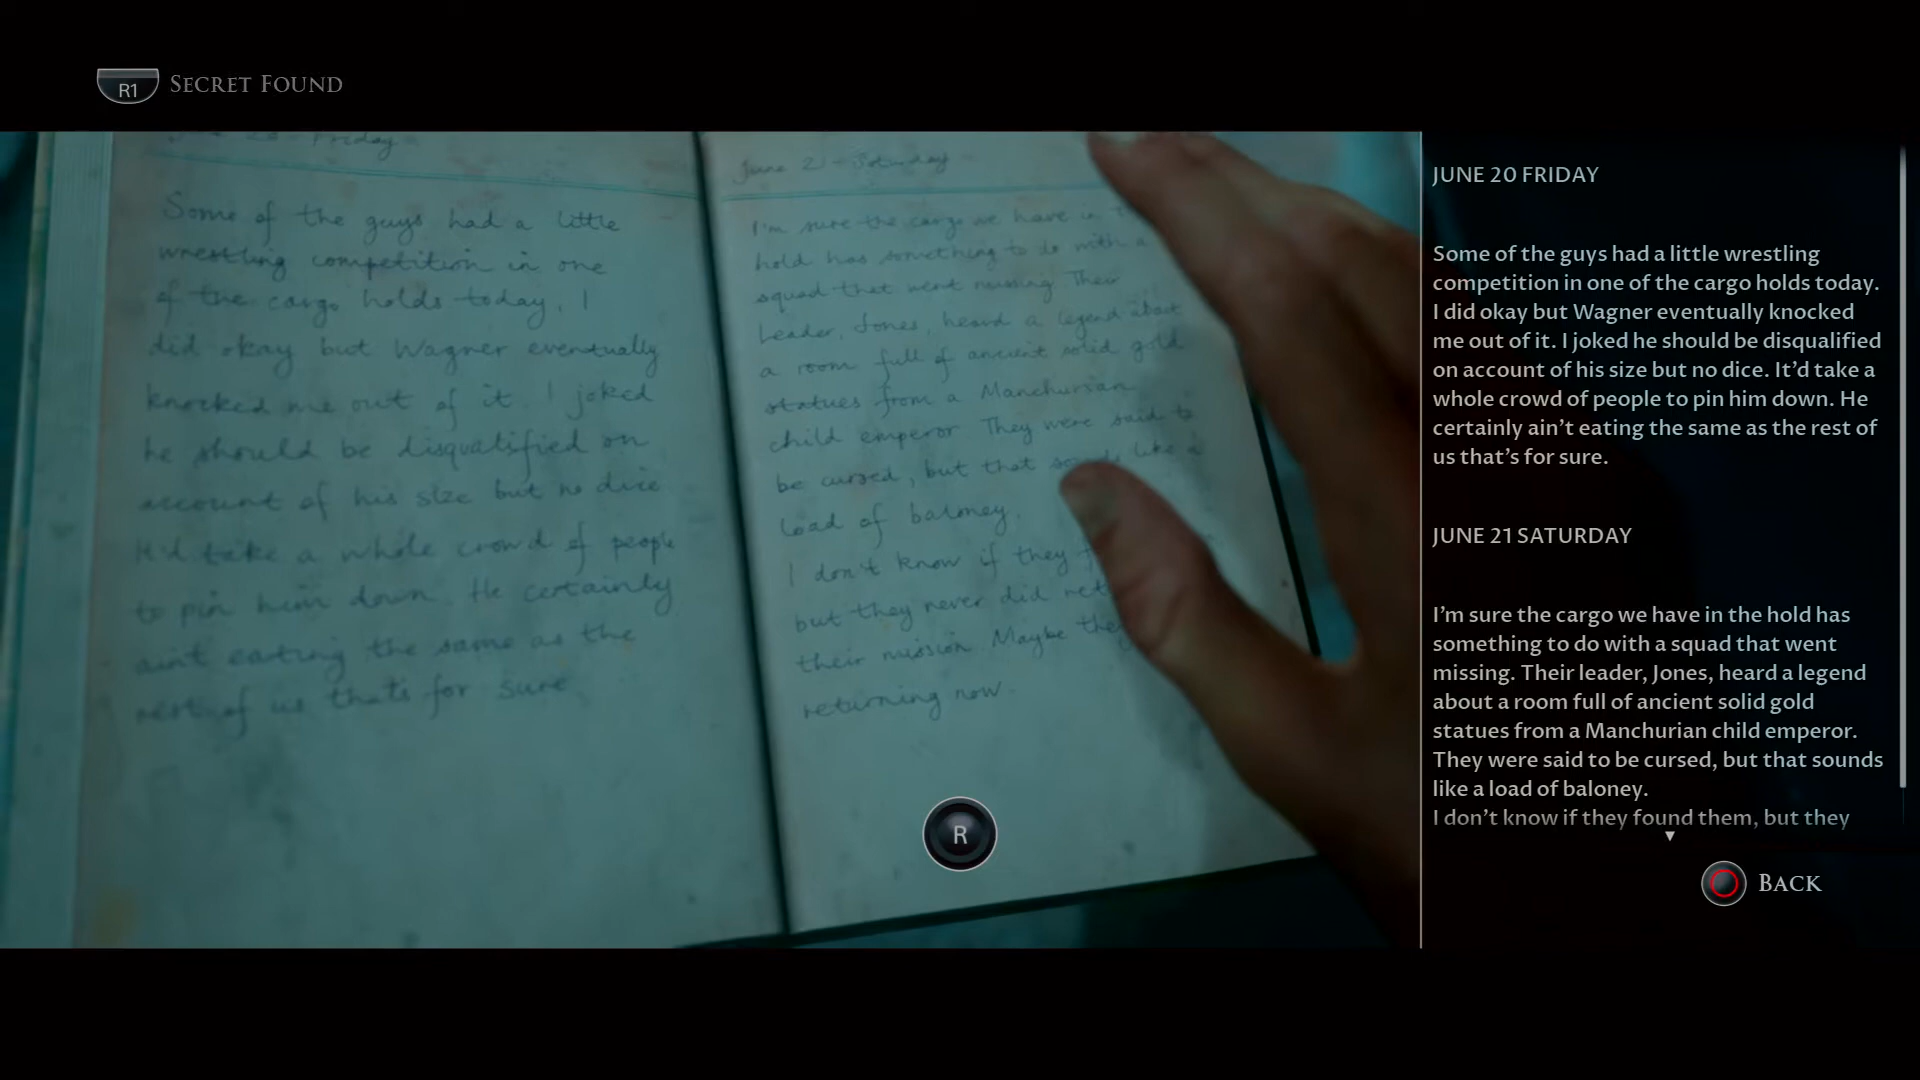 R1 SECRET FOUND
Friday
Some of the guys had a little
wrestling competition in one
of the cargo holds today. I
did okay but Wagner eventually
knocked me out of it. I joked
he should be disqualified on
account of his size but no dice
It'd take a whole crowd of people
to pin him down. He certainly
aint eating the same as the
rest of us thats for sure
June 21 - Saturday
I'm sure the cargo we have in
hold has something to do with a
squad that went missing. Their
Leader, Jones, heard a legend about
a room full of ancient solid gold
statues from a Manchurian
child emperor. They were said to
be cursed, but that sounds like a
load of baloney.
I don't know if they
but they never did
their mission. Maybe
returning now.
R
JUNE 20 FRIDAY
Some of the guys had a little wrestling
competition in one of the cargo holds today.
I did okay but Wagner eventually knocked
me out of it. I joked he should be disqualified
on account of his size but no dice. It'd take a
whole crowd of people to pin him down. He
certainly ain't eating the same as the rest of
us that's for sure.
JUNE 21 SATURDAY
I'm sure the cargo we have in the hold has
something to do with a squad that went
missing. Their leader, Jones, heard a legend
about a room full of ancient solid gold
statues from a Manchurian child emperor.
They were said to be cursed, but that sounds
like a load of baloney.
I don't know if they found them, but they
BACK